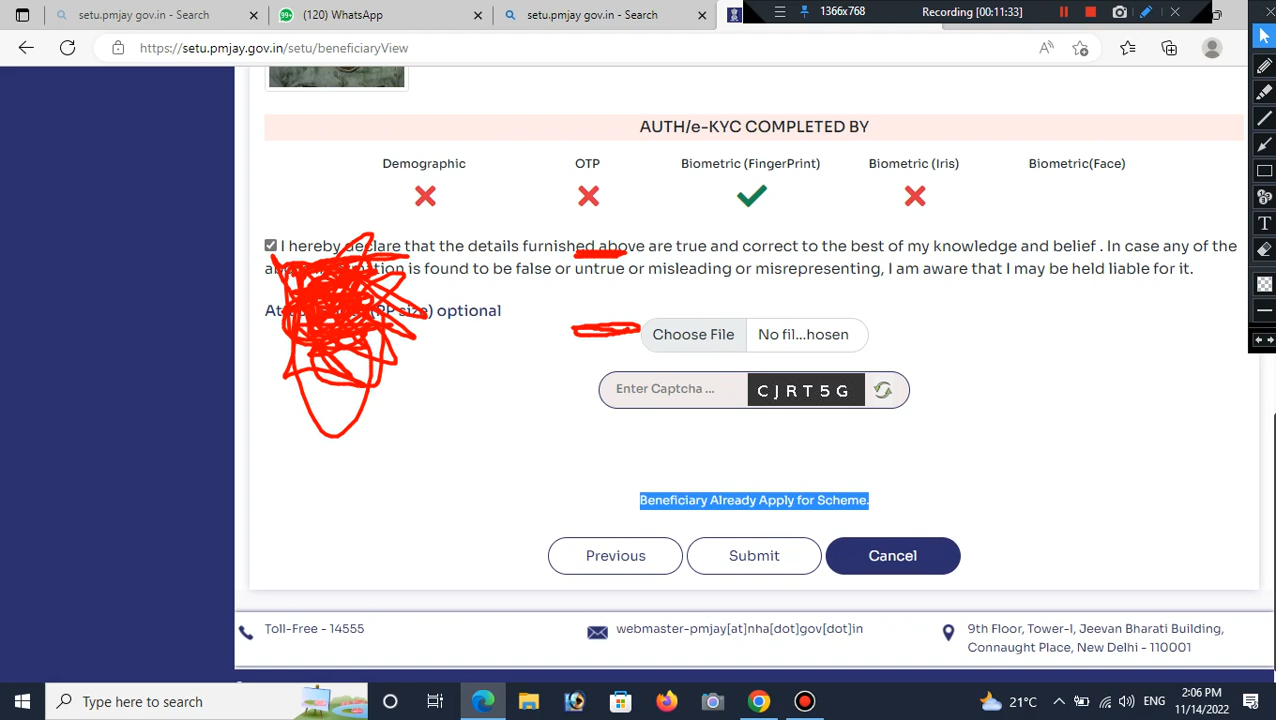 setu.pmjay gov.in - Search
(120) WhatsApp
setu.pmjay gov.in - Search
1366x768
Recording [00:11:33]
https://setu.pmjay.gov.in/setu/beneficiaryView
AUTH/e-KYC COMPLETED BY
Demographic OTP Biometric (FingerPrint) Biometric (Iris) Biometric(Face)
I hereby declare that the details furnished above are true and correct to the best of my knowledge and belief . In case any of the
is found to be falseor untrue or misleading or misrepresenting, I am aware that I may be held liable for it.
size) optional
Choose File No fil...hosen
Enter Captcha ... CJRT5G
Beneficiary Already Apply for Scheme.
Previous Submit Cancel
Toll-Free - 14555
webmaster-pmjay[at]nha[dot]gov[dot]in
9th Floor, Tower-I, Jeevan Bharati Building,
Connaught Place, New Delhi - 110001
Type here to search
21°C
ENG
2:06 PM
11/14/2022